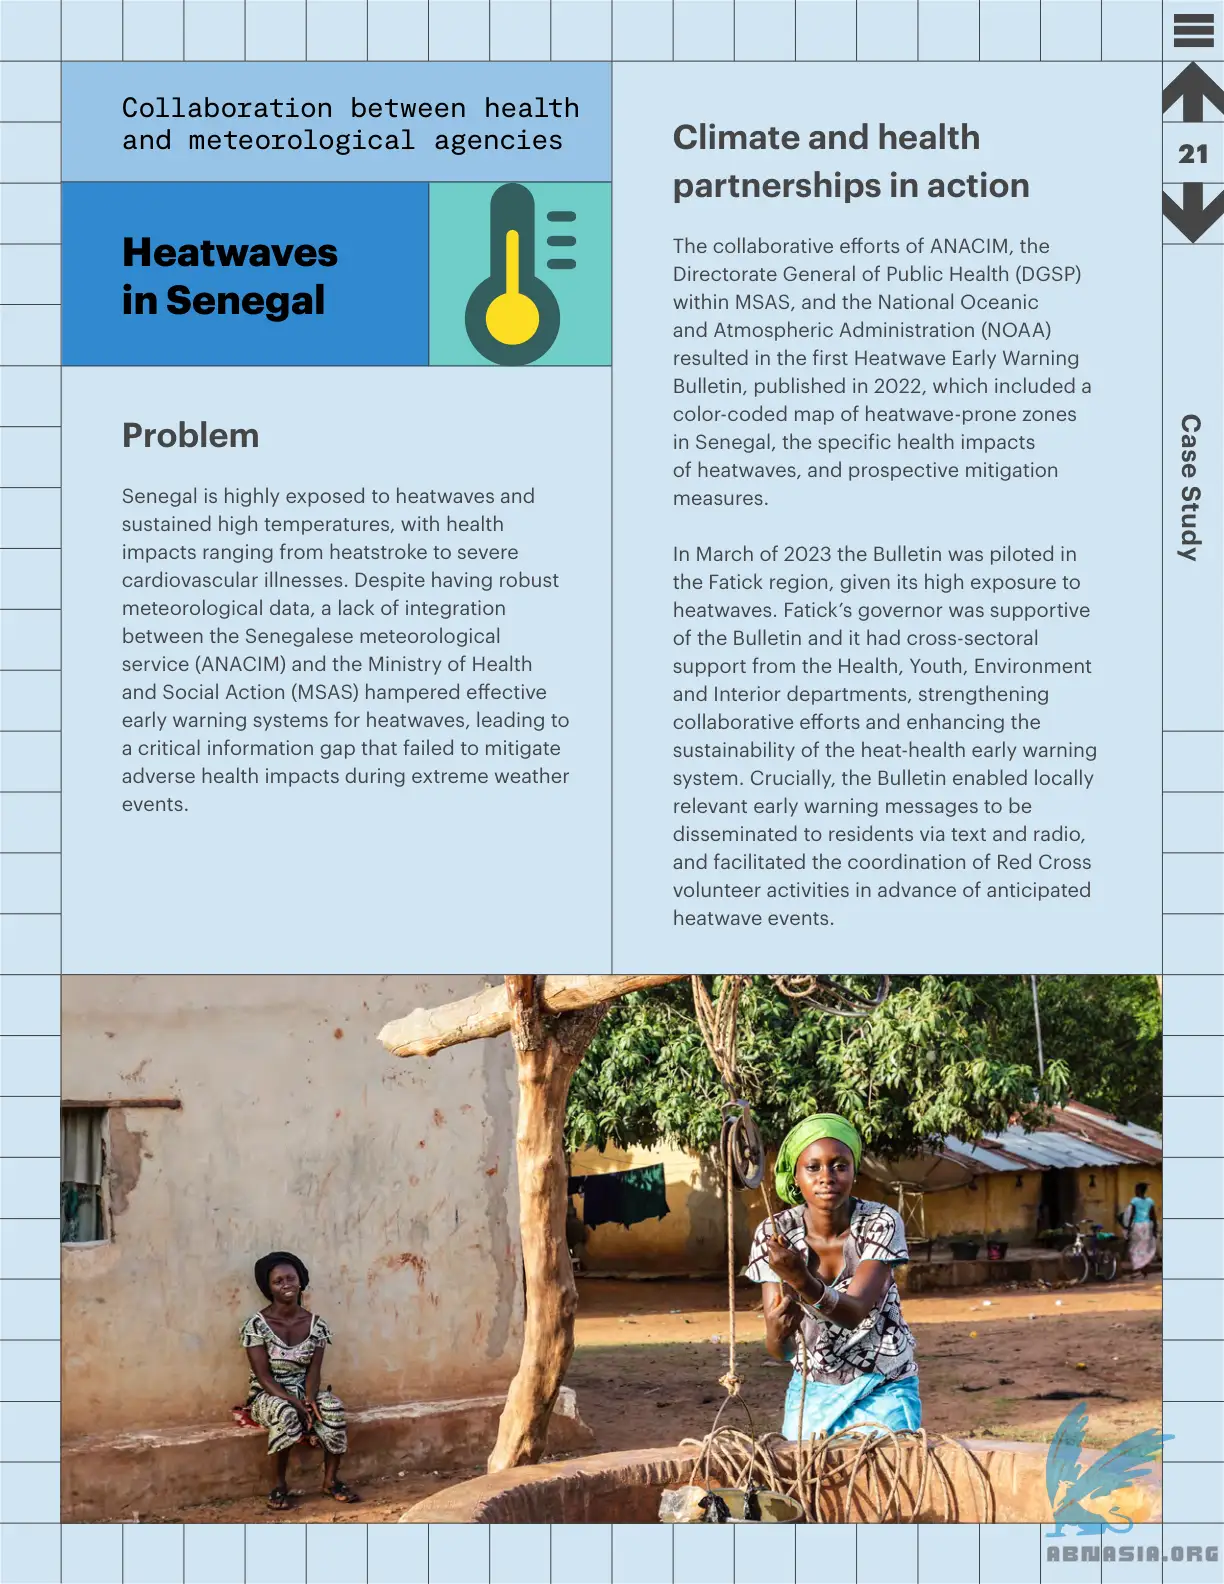 Collaboration between health
and meteorological agencies
Heatwaves
in Senegal
Problem
Senegal is highly exposed to heatwaves and
sustained high temperatures, with health
impacts ranging from heatstroke to severe
cardiovascular illnesses. Despite having robust
meteorological data, a lack of integration
between the Senegalese meteorological
service (ANACIM) and the Ministry of Health
and Social Action (MSAS) hampered effective
early warning systems for heatwaves, leading to
a critical information gap that failed to mitigate
adverse health impacts during extreme weather
events.
Climate and health
partnerships in action
The collaborative efforts of ANACIM, the
Directorate General of Public Health (DGSP)
within MSAS, and the National Oceanic
and Atmospheric Administration (NOAA)
resulted in the first Heatwave Early Warning
Bulletin, published in 2022, which included a
color-coded map of heatwave-prone zones
in Senegal, the specific health impacts
of heatwaves, and prospective mitigation
measures.
In March of 2023 the Bulletin was piloted in
the Fatick region, given its high exposure to
heatwaves. Fatick’s governor was supportive
of the Bulletin and it had cross-sectoral
support from the Health, Youth, Environment
and Interior departments, strengthening
collaborative efforts and enhancing the
sustainability of the heat-health early warning
system. Crucially, the Bulletin enabled locally
relevant early warning messages to be
disseminated to residents via text and radio,
and facilitated the coordination of Red Cross
volunteer activities in advance of anticipated
heatwave events.
21
Case Study
ABNASIA.ORG